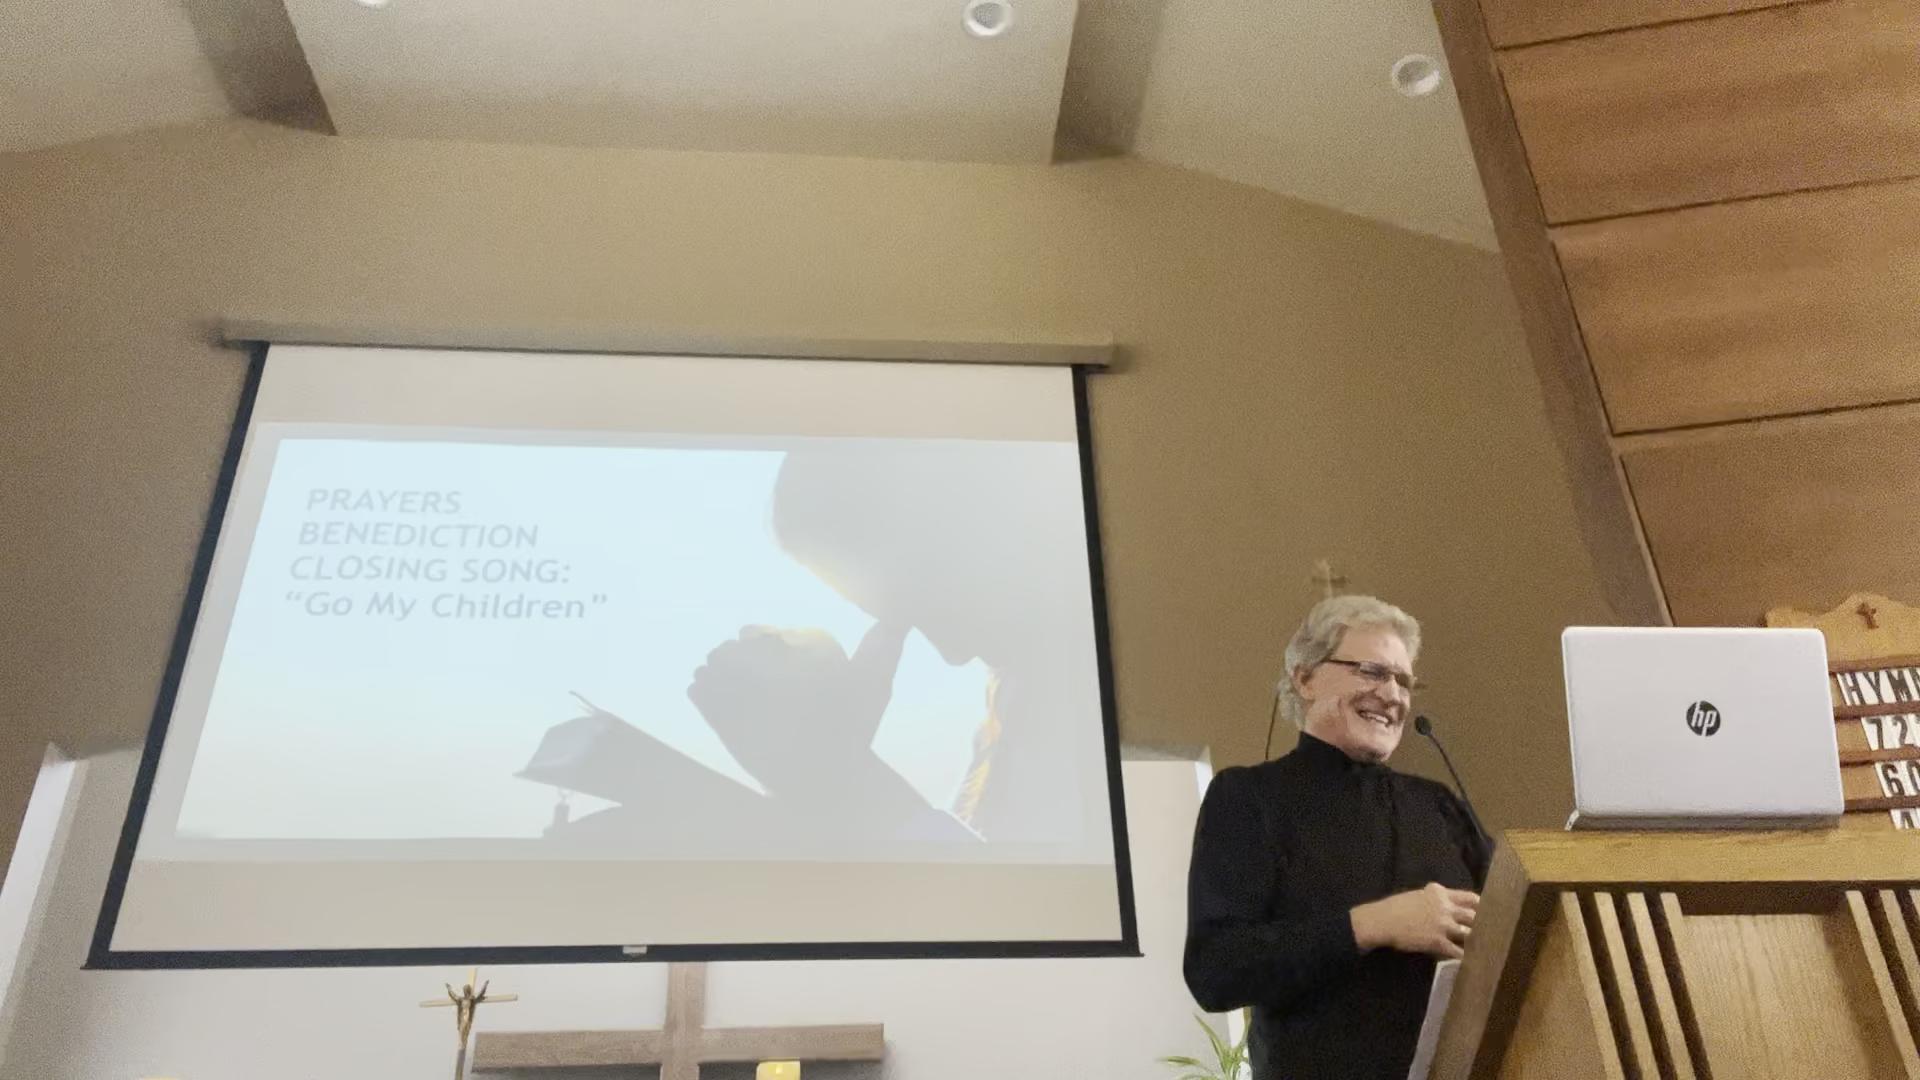 PRAYERS
BENEDICTION
CLOSING SONG:
“Go My Children”
hp